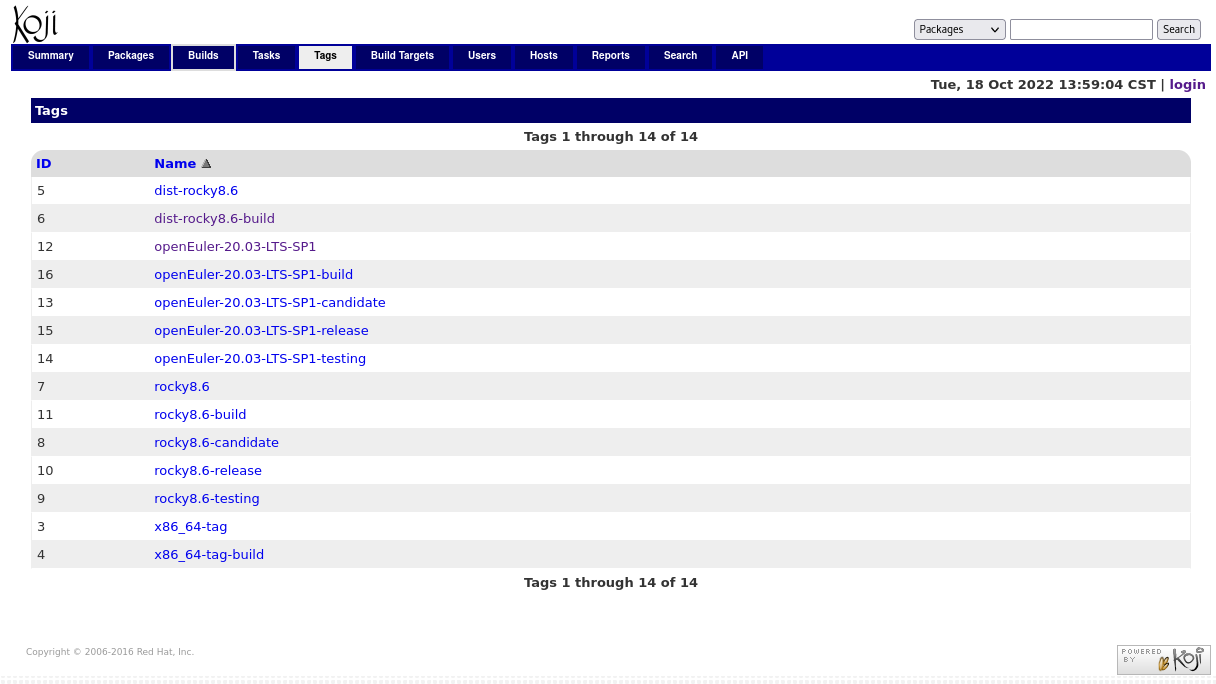 Koji
Packages Search
Summary Packages Builds Tasks Tags Build Targets Users Hosts Reports Search API
Tue, 18 Oct 2022 13:59:04 CST | login
Tags
Tags 1 through 14 of 14
ID Name
5 dist-rocky8.6
6 dist-rocky8.6-build
12 openEuler-20.03-LTS-SP1
16 openEuler-20.03-LTS-SP1-build
13 openEuler-20.03-LTS-SP1-candidate
15 openEuler-20.03-LTS-SP1-release
14 openEuler-20.03-LTS-SP1-testing
7 rocky8.6
11 rocky8.6-build
8 rocky8.6-candidate
10 rocky8.6-release
9 rocky8.6-testing
3 x86_64-tag
4 x86_64-tag-build
Tags 1 through 14 of 14
Copyright © 2006-2016 Red Hat, Inc.
POWERED BY Koji